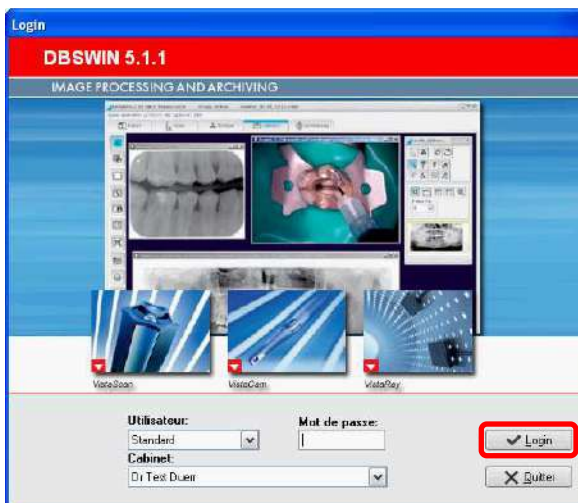 Login
DBSWIN 5.1.1
IMAGE PROCESSING AND ARCHIVING
VistaScan
VistaCam
VistaRay
Utilisateur:
Mot de passe:
Standard
Login
Cabinet:
Dr Test Duerr
Quitter